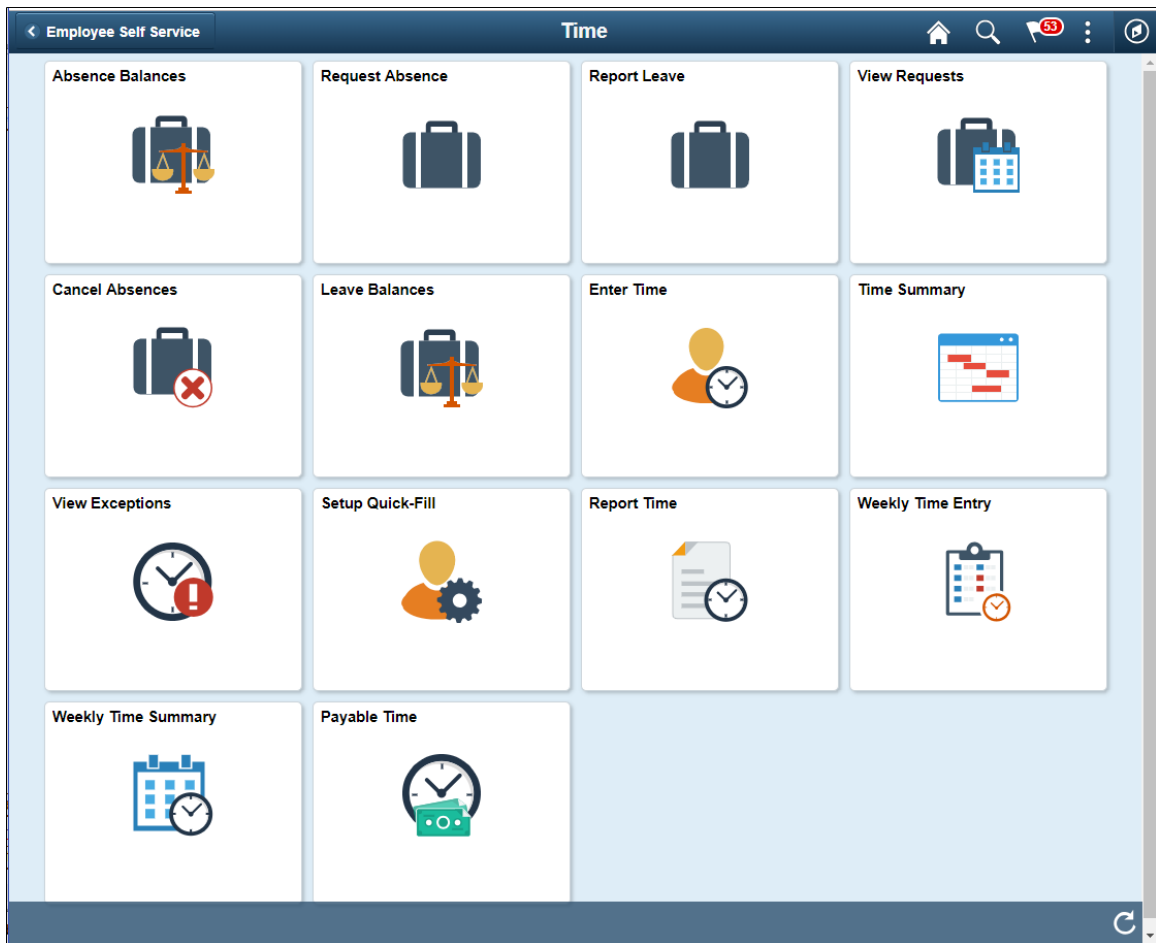 Employee Self Service
Time
53
Absence Balances
Request Absence
Report Leave
View Requests
Cancel Absences
Leave Balances
Enter Time
Time Summary
View Exceptions
Setup Quick-Fill
Report Time
Weekly Time Entry
Weekly Time Summary
Payable Time